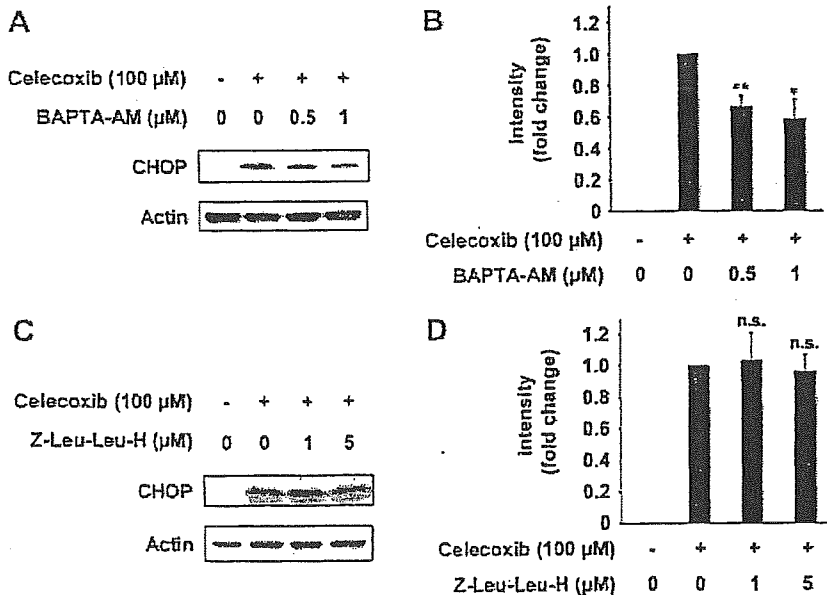 A
Celecoxib (100 µM) - + + +
BAPTA-AM (µM) 0 0 0.5 1
CHOP
Actin
B
Intensity
(fold change)
1.2
1.0
0.8
0.6
0.4
0.2
0
**
*
Celecoxib (100 µM) - + + +
BAPTA-AM (µM) 0 0 0.5 1
C
Celecoxib (100 µM) - + + +
Z-Leu-Leu-H (µM) 0 0 1 5
CHOP
Actin
D
Intensity
(fold change)
1.2
1.0
0.8
0.6
0.4
0.2
0
n.s.
n.s.
Celecoxib (100 µM) - + + +
Z-Leu-Leu-H (µM) 0 0 1 5